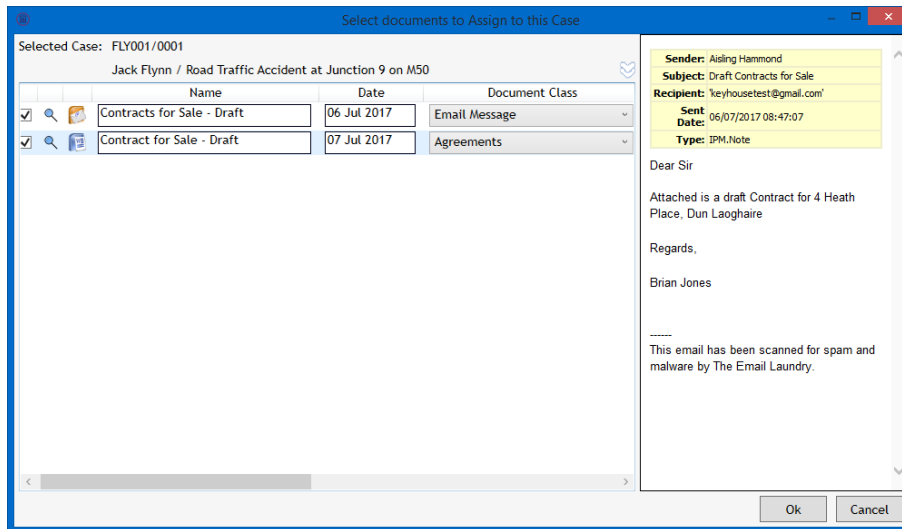 Select documents to Assign to this Case
Selected Case: FLY001/0001
Jack Flynn / Road Traffic Accident at Junction 9 on M50
Name Date Document Class
Contracts for Sale - Draft 06 Jul 2017 Email Message
Contract for Sale - Draft 07 Jul 2017 Agreements
Sender: Aisling Hammond
Subject: Draft Contracts for Sale
Recipient: 'keyhousetest@gmail.com'
Sent
Date: 06/07/2017 08:47:07
Type: IPM.Note
Dear Sir
Attached is a draft Contract for 4 Heath
Place, Dun Laoghaire
Regards,
Brian Jones
------
This email has been scanned for spam and
malware by The Email Laundry.
Ok Cancel